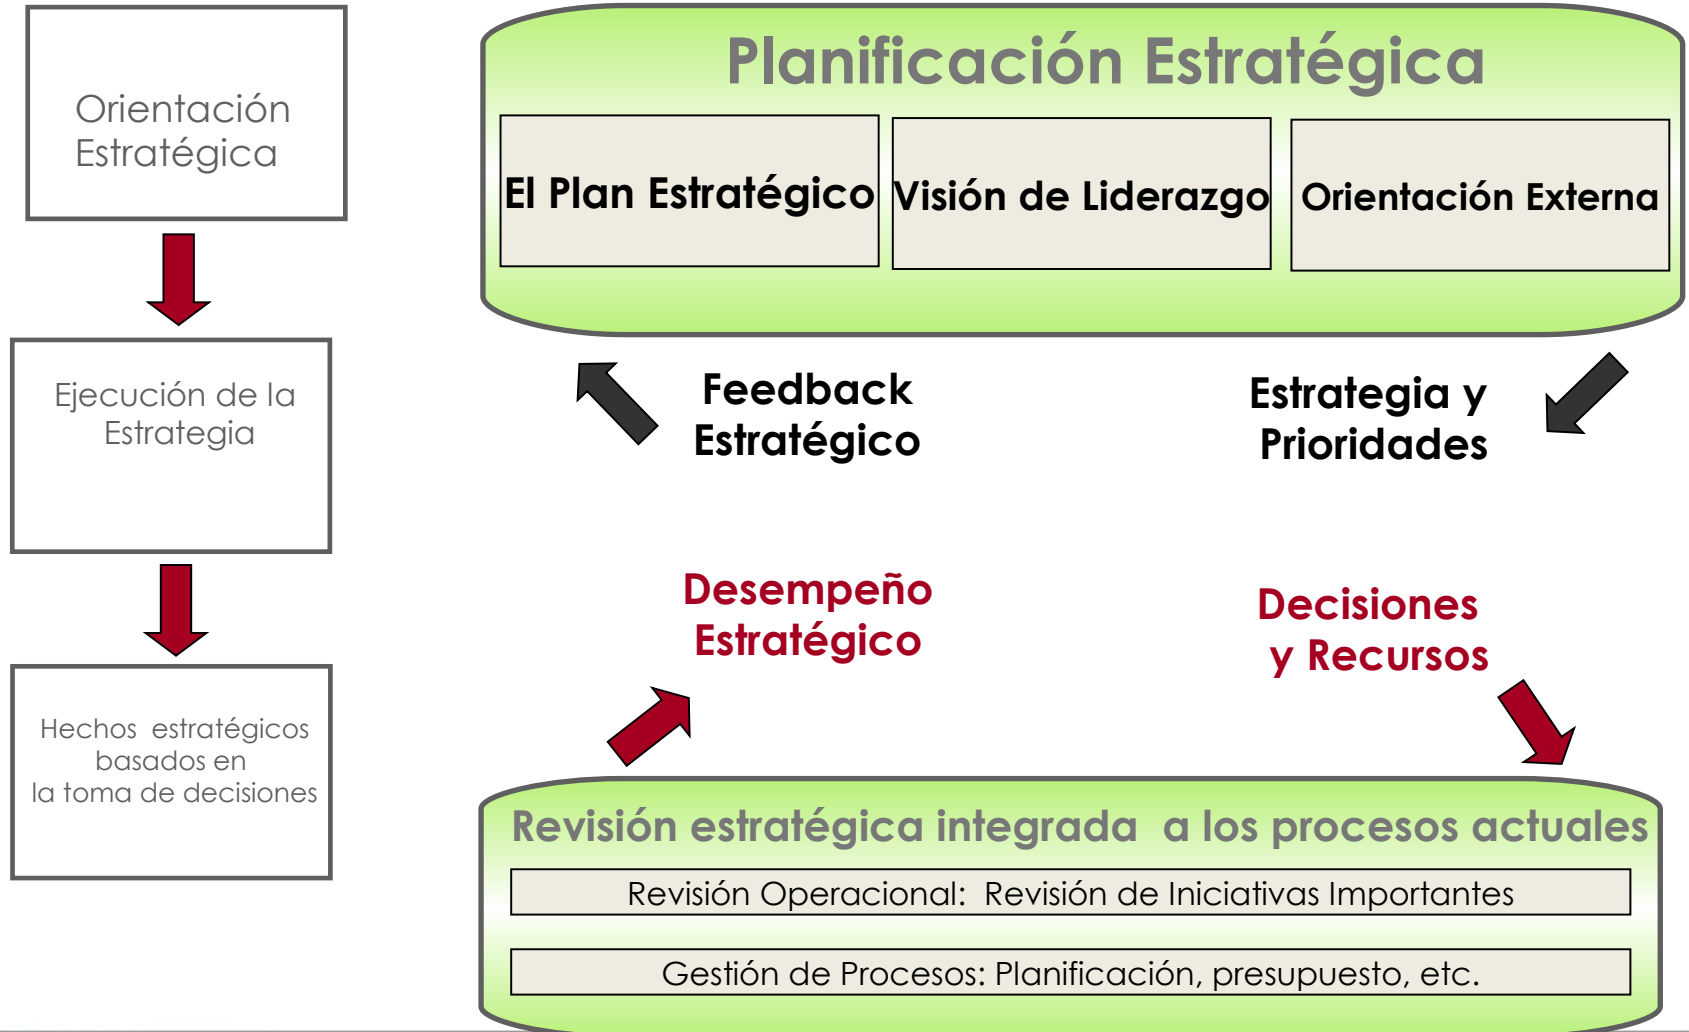 Orientación
Estratégica
Ejecución de la
Estrategia
Hechos estratégicos
basados en
la toma de decisiones
Planificación Estratégica
El Plan Estratégico
Visión de Liderazgo
Orientación Externa
Feedback
Estratégico
Estrategia y
Prioridades
Desempeño
Estratégico
Decisiones
y Recursos
Revisión estratégica integrada a los procesos actuales
Revisión Operacional: Revisión de Iniciativas Importantes
Gestión de Procesos: Planificación, presupuesto, etc.